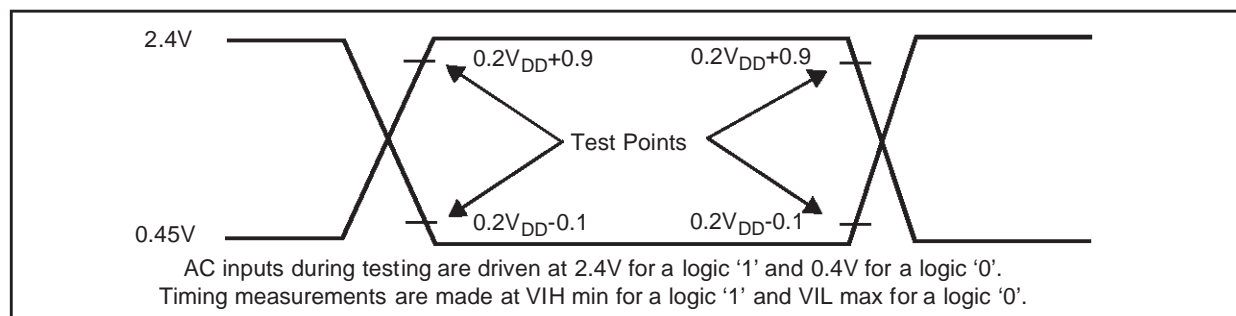 2.4V
0.2VDD+0.9 0.2VDD+0.9
Test Points
0.2VDD-0.1 0.2VDD-0.1
0.45V
AC inputs during testing are driven at 2.4V for a logic ‘1’ and 0.4V for a logic ‘0’.
Timing measurements are made at VIH min for a logic ‘1’ and VIL max for a logic ‘0’.